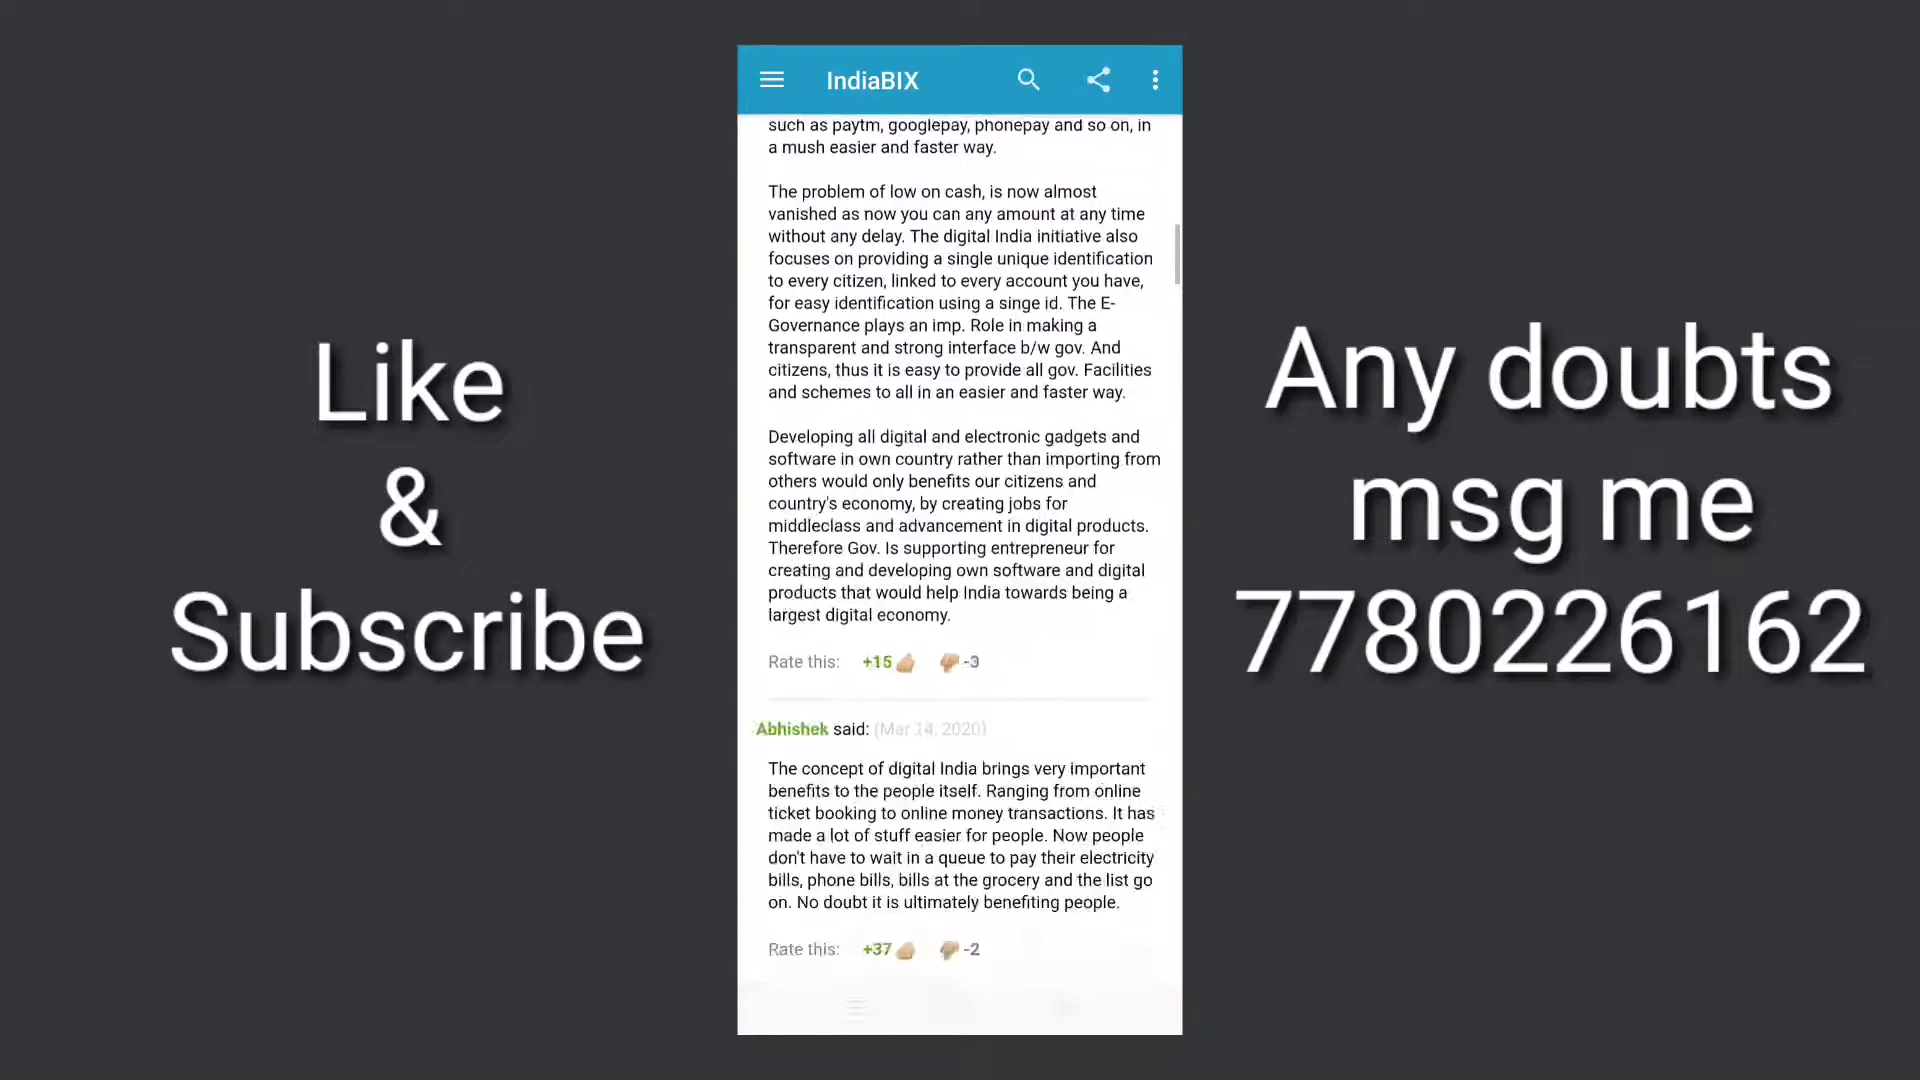 Like
&
Subscribe
IndiaBIX
such as paytm, googlepay, phonepay and so on, in
a mush easier and faster way.
The problem of low on cash, is now almost
vanished as now you can any amount at any time
without any delay. The digital India initiative also
focuses on providing a single unique identification
to every citizen, linked to every account you have,
for easy identification using a singe id. The E-
Governance plays an imp. Role in making a
transparent and strong interface b/w gov. And
citizens, thus it is easy to provide all gov. Facilities
and schemes to all in an easier and faster way.
Developing all digital and electronic gadgets and
software in own country rather than importing from
others would only benefits our citizens and
country's economy, by creating jobs for
middleclass and advancement in digital products.
Therefore Gov. Is supporting entrepreneur for
creating and developing own software and digital
products that would help India towards being a
largest digital economy.
Rate this: +15 -3
Abhishek said: (Mar 14, 2020)
The concept of digital India brings very important
benefits to the people itself. Ranging from online
ticket booking to online money transactions. It has
made a lot of stuff easier for people. Now people
don't have to wait in a queue to pay their electricity
bills, phone bills, bills at the grocery and the list go
on. No doubt it is ultimately benefiting people.
Rate this: +37 -2
Any doubts
msg me
7780226162